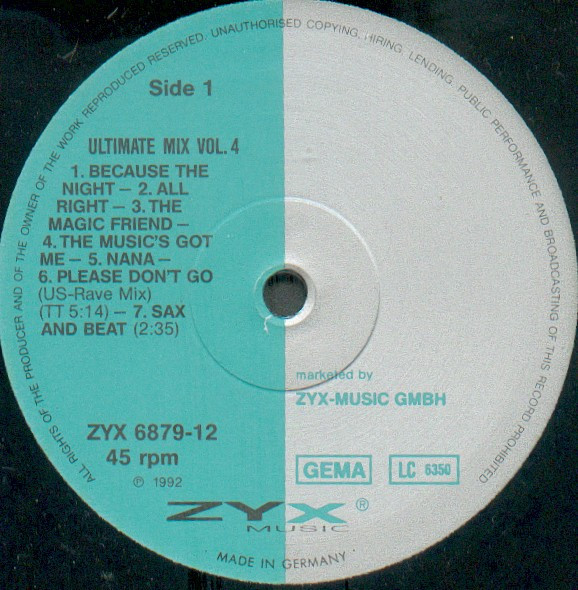 ALL RIGHTS OF THE PRODUCER AND OF THE OWNER OF THE WORK REPRODUCED RESERVED. UNAUTHORISED COPYING, HIRING, LENDING, PUBLIC PERFORMANCE AND BROADCASTING OF THIS RECORD PROHIBITED
Side 1
ULTIMATE MIX VOL. 4
1. BECAUSE THE
NIGHT – 2. ALL
RIGHT – 3. THE
MAGIC FRIEND –
4. THE MUSIC'S GOT
ME – 5. NANA –
6. PLEASE DON'T GO
(US-Rave Mix)
(TT 5:14) – 7. SAX
AND BEAT (2:35)
marketed by
ZYX-MUSIC GMBH
ZYX 6879-12
45 rpm
℗ 1992
GEMA
LC 6350
ZYX®
MUSIC
MADE IN GERMANY